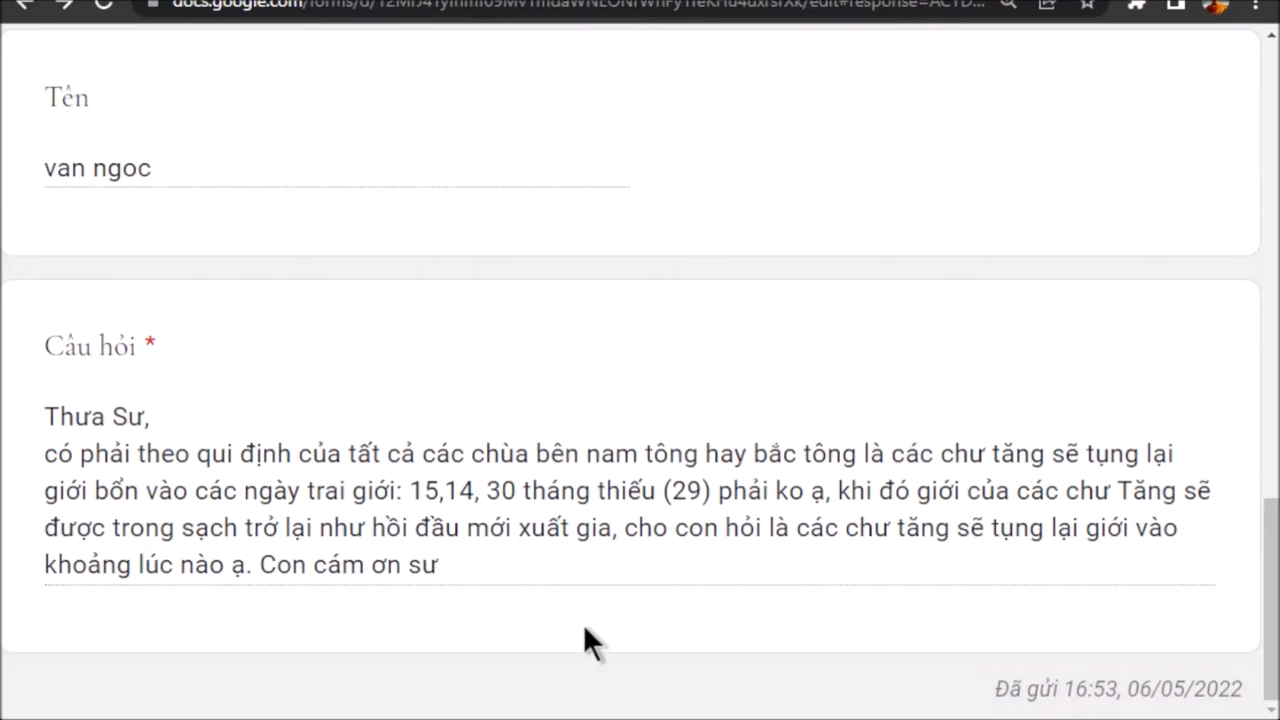 Tên
van ngoc
Câu hỏi *
Thưa Sư,
có phải theo qui định của tất cả các chùa bên nam tông hay bắc tông là các chư tăng sẽ tụng lại
giới bổn vào các ngày trai giới: 15,14, 30 tháng thiếu (29) phải ko ạ, khi đó giới của các chư Tăng sẽ
được trong sạch trở lại như hồi đầu mới xuất gia, cho con hỏi là các chư tăng sẽ tụng lại giới vào
khoảng lúc nào ạ. Con cám ơn sư
Đã gửi 16:53, 06/05/2022